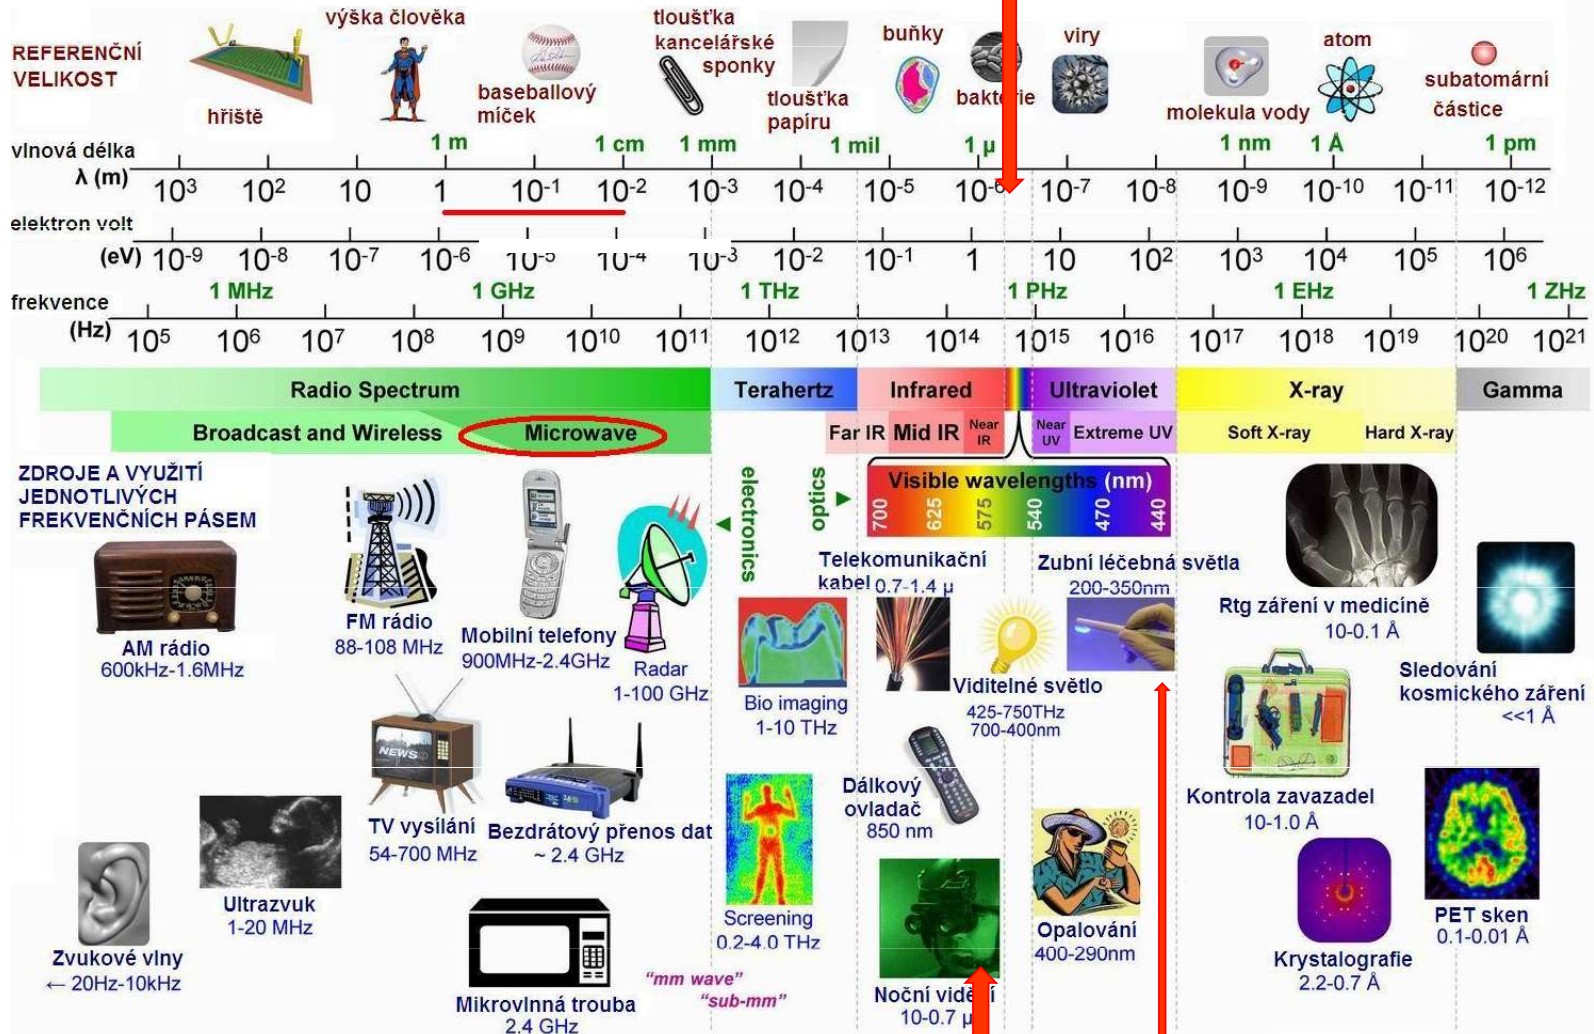 REFERENČNÍ
VELIKOST
hřiště
výška člověka
baseballový
míček
tloušťka
kancelářské
sponky
tloušťka
papíru
buňky
bakterie
viry
molekula vody
atom
subatomární
částice
vlnová délka
λ (m)
1 m 1 cm 1 mm 1 mil 1 µ 1 nm 1 Å 1 pm
10³ 10² 10 1 10⁻¹ 10⁻² 10⁻³ 10⁻⁴ 10⁻⁵ 10⁻⁶ 10⁻⁷ 10⁻⁸ 10⁻⁹ 10⁻¹⁰ 10⁻¹¹ 10⁻¹²
elektron volt
(eV) 10⁻⁹ 10⁻⁸ 10⁻⁷ 10⁻⁶ 10⁻⁵ 10⁻⁴ 10⁻³ 10⁻² 10⁻¹ 1 10 10² 10³ 10⁴ 10⁵ 10⁶
1 MHz 1 GHz 1 THz 1 PHz 1 EHz 1 ZHz
frekvence
(Hz) 10⁵ 10⁶ 10⁷ 10⁸ 10⁹ 10¹⁰ 10¹¹ 10¹² 10¹³ 10¹⁴ 10¹⁵ 10¹⁶ 10¹⁷ 10¹⁸ 10¹⁹ 10²⁰ 10²¹
Radio Spectrum Terahertz Infrared Ultraviolet X-ray Gamma
Broadcast and Wireless Microwave Far IR Mid IR Near IR Near UV Extreme UV Soft X-ray Hard X-ray
ZDROJE A VYUŽITÍ
JEDNOTLIVÝCH
FREKVENČNÍCH PÁSEM
electronics
optics
Visible wavelengths (nm)
700 625 575 540 470 440
AM rádio
600kHz-1.6MHz
FM rádio
88-108 MHz
Mobilní telefony
900MHz-2.4GHz
Radar
1-100 GHz
Bio imaging
1-10 THz
Telekomunikační
kabel 0.7-1.4 µ
Viditelné světlo
425-750THz
700-400nm
Zubní léčebná světla
200-350nm
Rtg záření v medicíně
10-0.1 Å
Sledování
kosmického záření
<<1 Å
NEWS
TV vysílání
54-700 MHz
Bezdrátový přenos dat
~ 2.4 GHz
Dálkový
ovladač
850 nm
Kontrola zavazadel
10-1.0 Å
Zvukové vlny
← 20Hz-10kHz
Ultrazvuk
1-20 MHz
Mikrovlnná trouba
2.4 GHz
"mm wave"
"sub-mm"
Screening
0.2-4.0 THz
Noční vidění
10-0.7 µ
Opalování
400-290nm
Krystalografie
2.2-0.7 Å
PET sken
0.1-0.01 Å